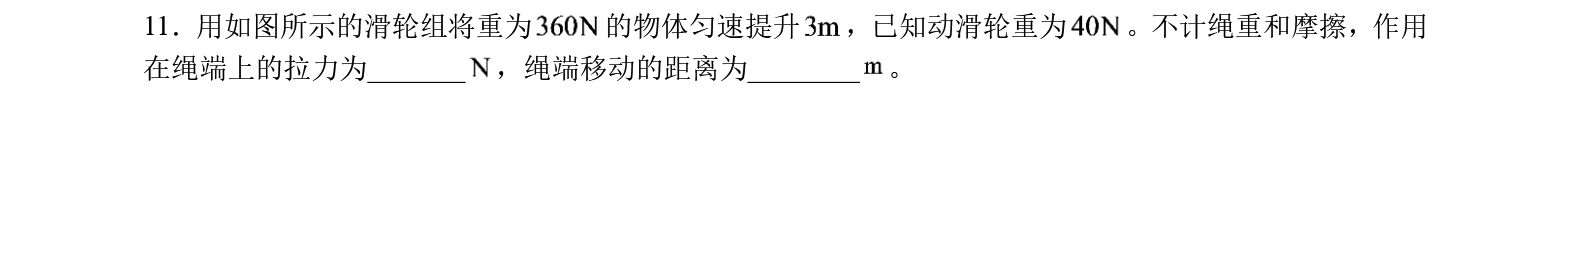 11．用如图所示的滑轮组将重为360N的物体匀速提升3m，己知动滑轮重为40N。不计绳重和摩擦，作用
在绳端上的拉力为_______N，绳端移动的距离为________m。